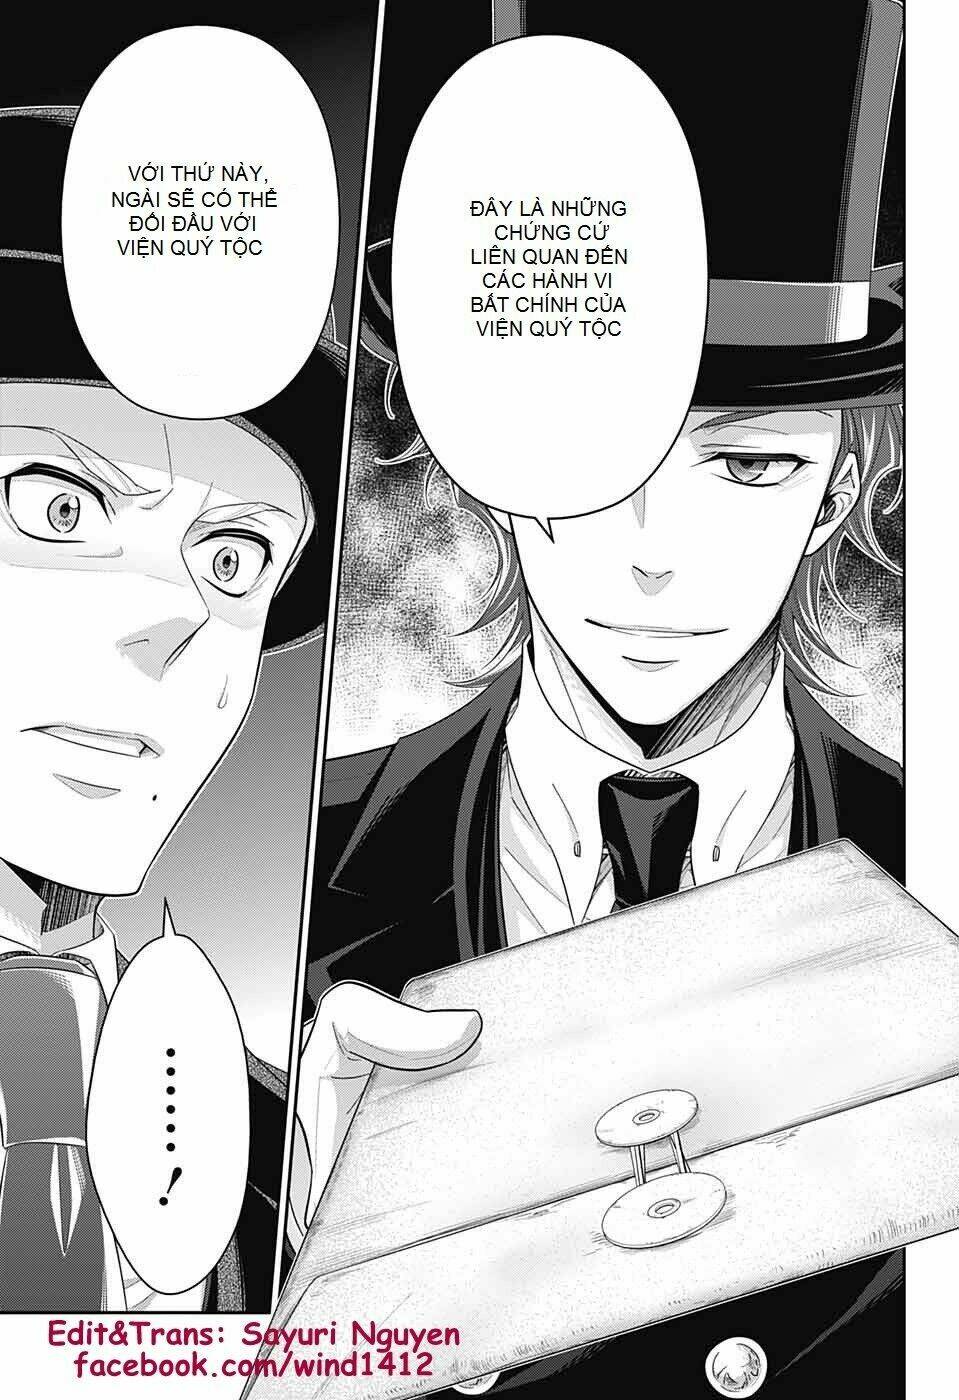 ĐÂY LÀ NHỮNG
CHỨNG CỨ
LIÊN QUAN ĐẾN
CÁC HÀNH VI
BẤT CHÍNH CỦA
VIỆN QUÝ TỘC
VỚI THỨ NÀY,
NGÀI SẼ CÓ THỂ
ĐỐI ĐẦU VỚI
VIỆN QUÝ TỘC
......!
Edit&Trans: Sayuri Nguyen
facebook.com/wind1412